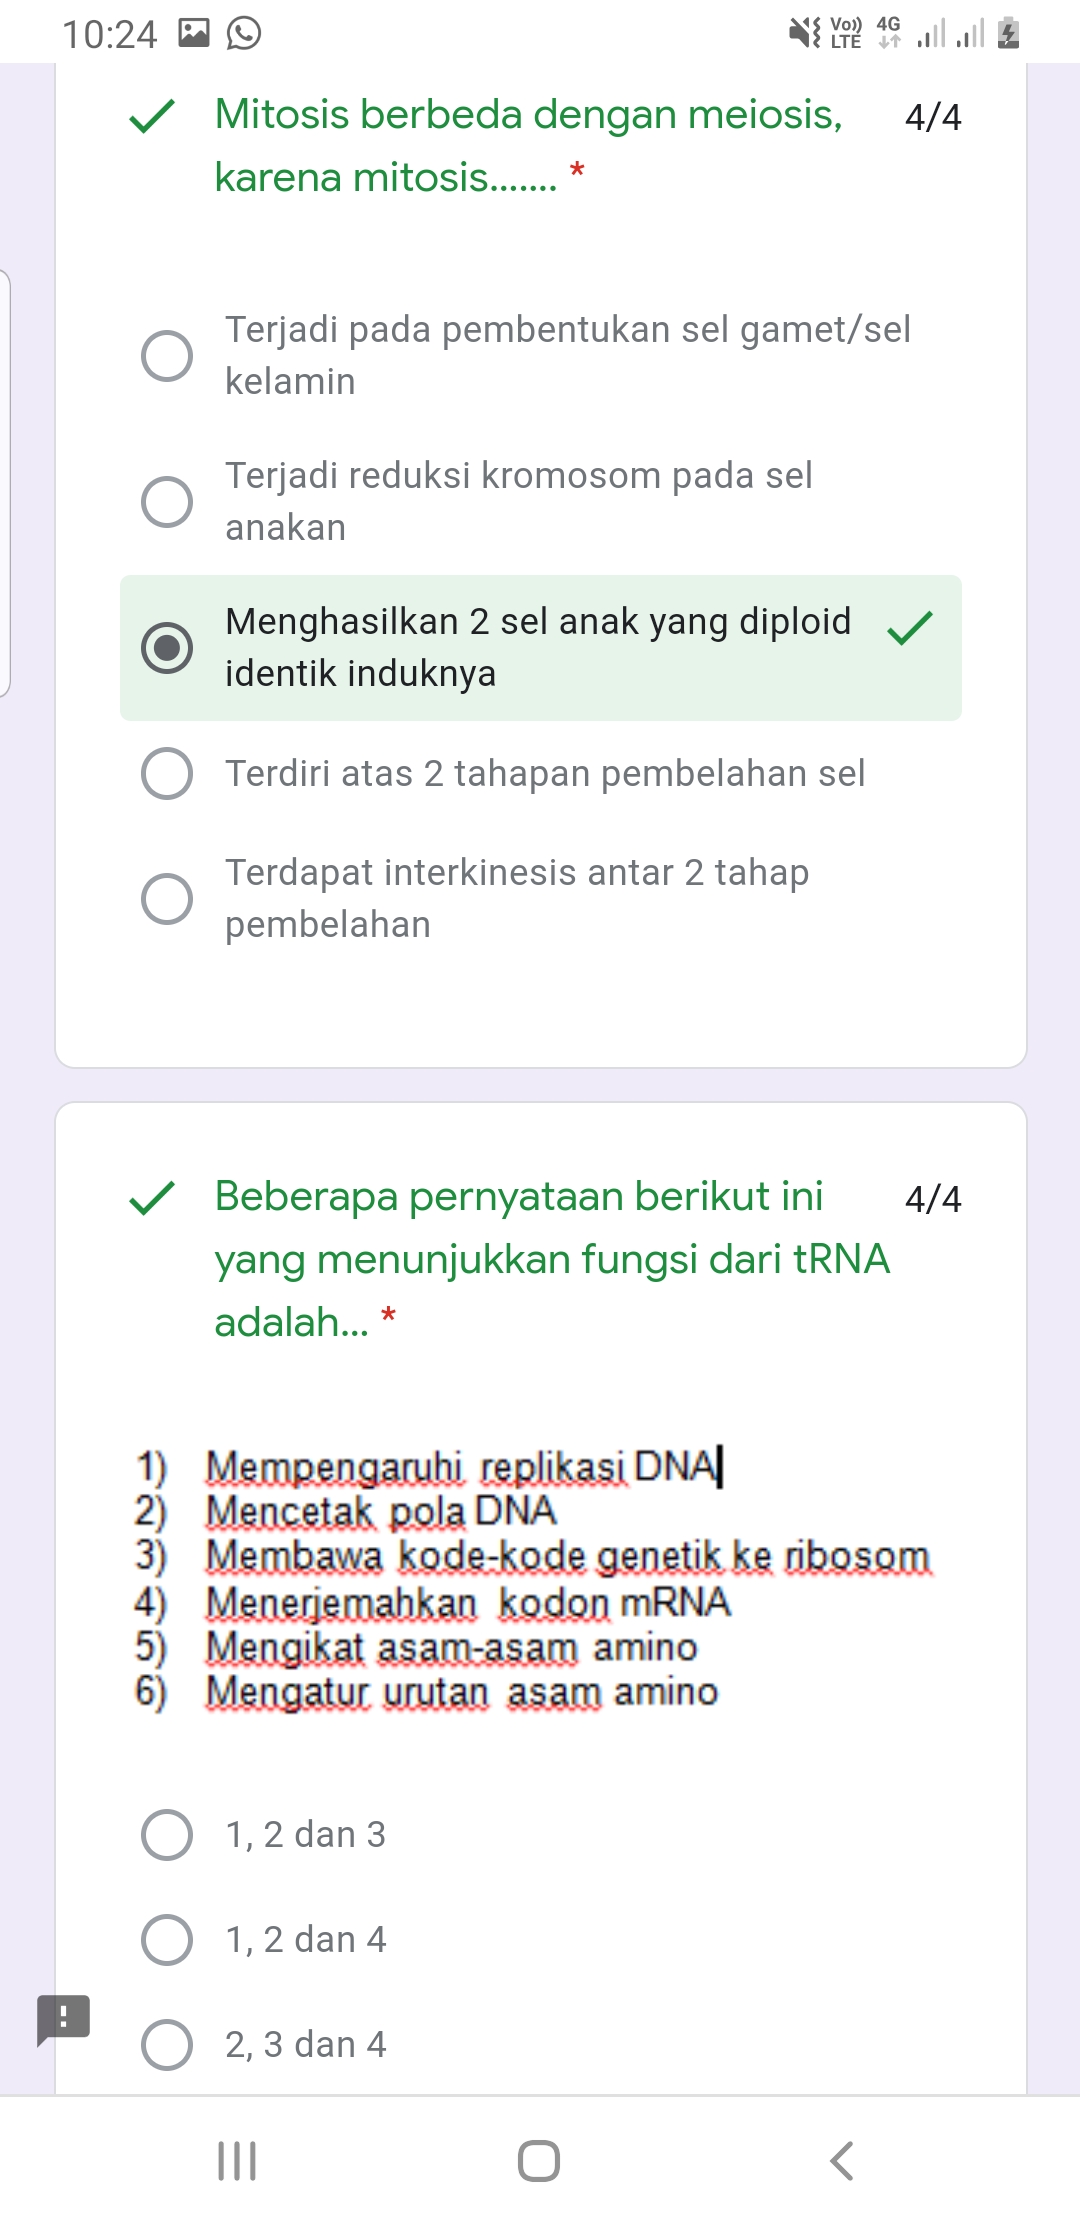 10:24
Vo)) LTE 4G
Mitosis berbeda dengan meiosis, 4/4
karena mitosis....... *
Terjadi pada pembentukan sel gamet/sel
kelamin
Terjadi reduksi kromosom pada sel
anakan
Menghasilkan 2 sel anak yang diploid
identik induknya
Terdiri atas 2 tahapan pembelahan sel
Terdapat interkinesis antar 2 tahap
pembelahan
Beberapa pernyataan berikut ini 4/4
yang menunjukkan fungsi dari tRNA
adalah... *
1) Mempengaruhi replikasi DNA
2) Mencetak pola DNA
3) Membawa kode-kode genetik ke ribosom
4) Menerjemahkan kodon mRNA
5) Mengikat asam-asam amino
6) Mengatur urutan asam amino
1, 2 dan 3
1, 2 dan 4
2, 3 dan 4